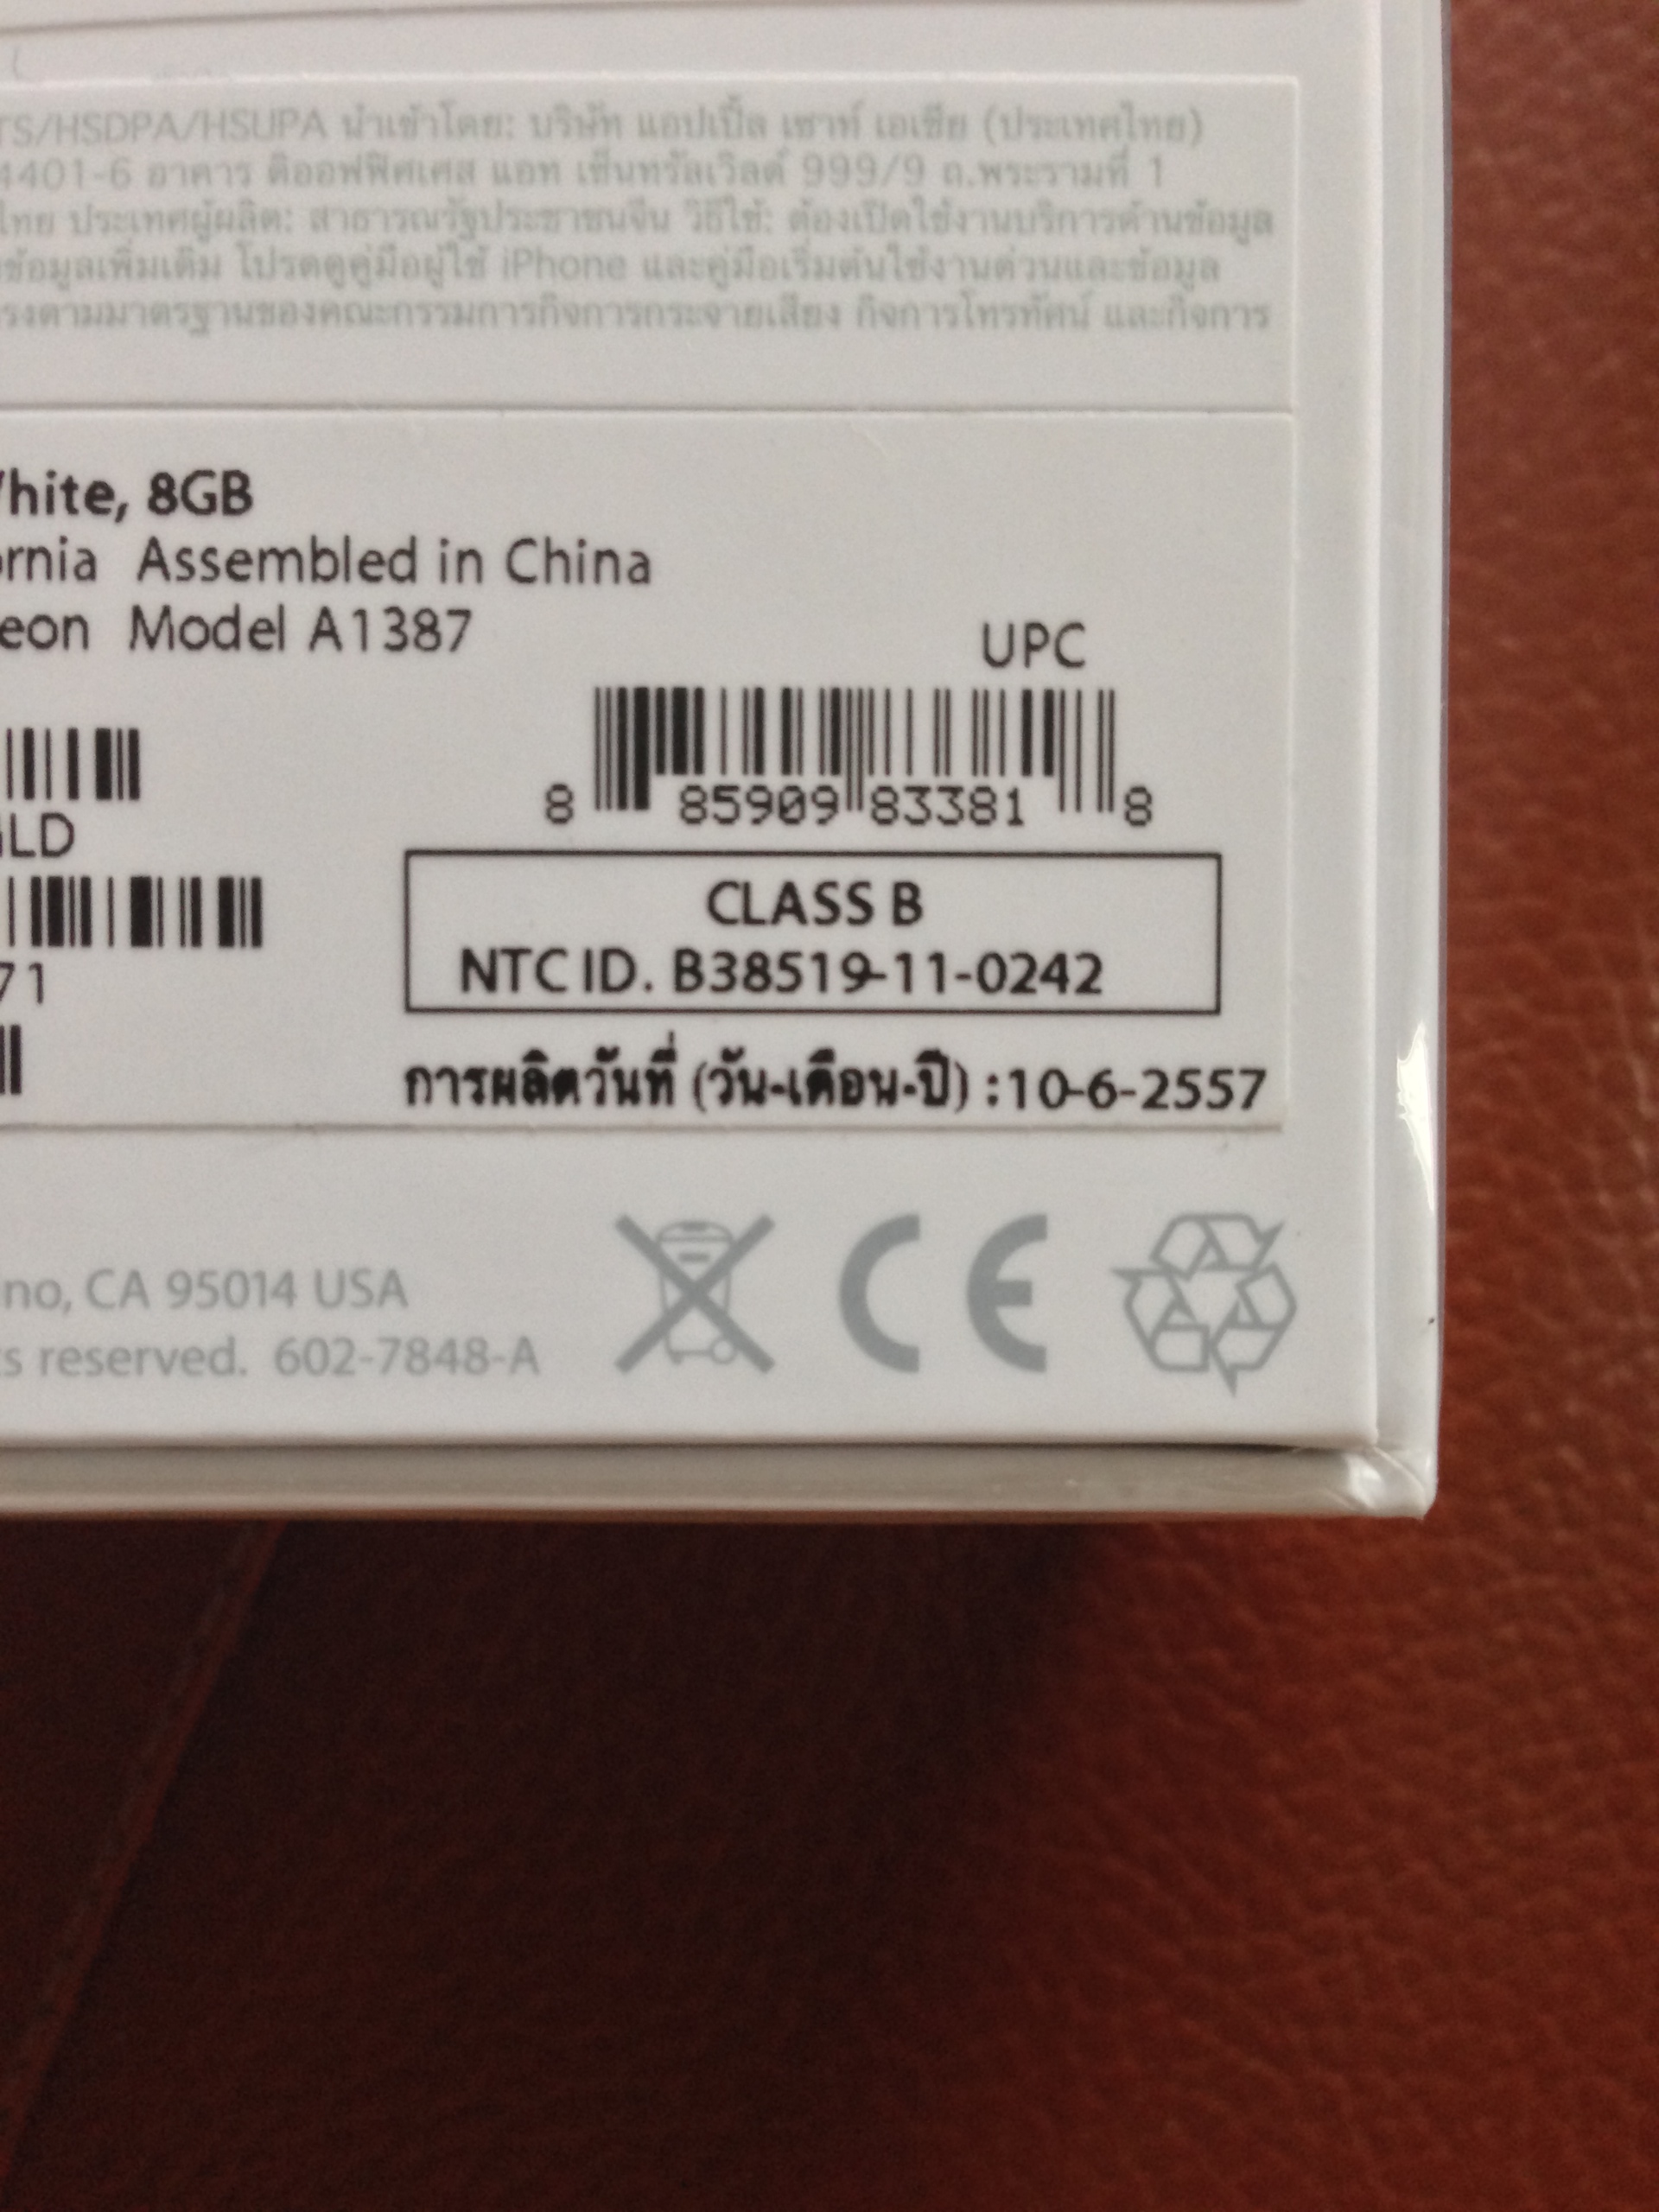 TS/HSDPA/HSUPA นำเข้าโดย: บริษัท แอปเปิ้ล เซาท์ เอเชีย (ประเทศไทย)
4401-6 อาคาร ดิออฟฟิศเศส แอท เซ็นทรัลเวิลด์ 999/9 ถ.พระรามที่ 1
ไทย ประเทศผู้ผลิต: สาธารณรัฐประชาชนจีน วิธีใช้: ต้องเปิดใช้งานบริการด้านข้อมูล
ข้อมูลเพิ่มเติม โปรดดูคู่มือผู้ใช้ iPhone และคู่มือเริ่มต้นใช้งานด่วนและข้อมูล
รงตามมาตรฐานของคณะกรรมการกิจการกระจายเสียง กิจการโทรทัศน์ และกิจการ
White, 8GB
ornia Assembled in China
eon Model A1387
UPC
8 85909 83381 8
GLD
CLASS B
71
NTC ID. B38519-11-0242
การผลิตวันที่ (วัน-เดือน-ปี) :10-6-2557
no, CA 95014 USA
CE
ts reserved. 602-7848-A